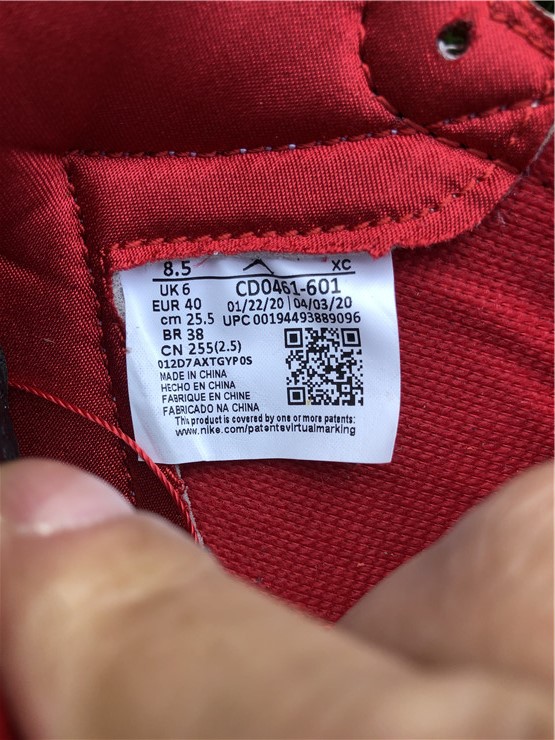 8.5 XC
UK 6 CD0461-601
EUR 40 01/22/20 | 04/03/20
cm 25.5 UPC 00194493889096
BR 38
CN 255(2.5)
012D7AXTGYP0S
MADE IN CHINA
HECHO EN CHINA
FABRIQUE EN CHINE
FABRICADO NA CHINA
This product is covered by one or more patents:
www.nike.com/patentsvirtualmarking